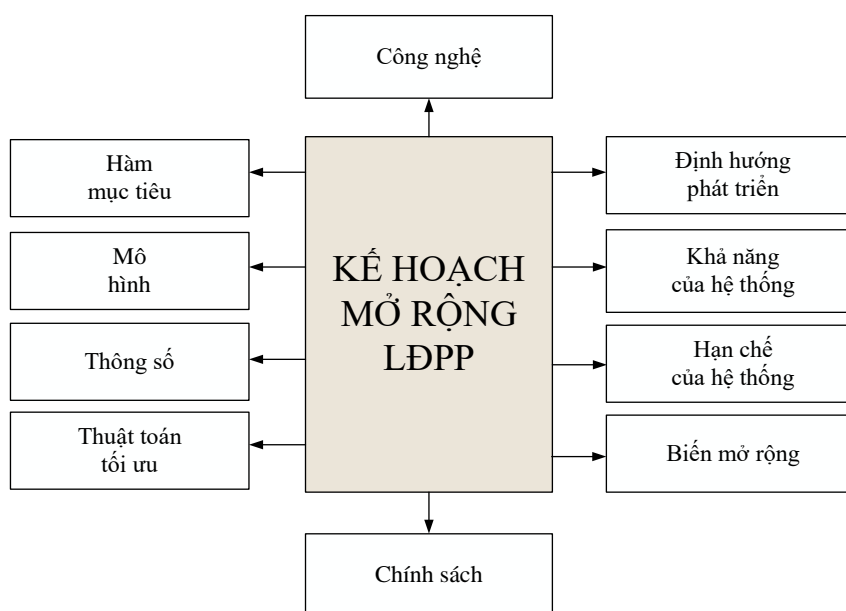 Công nghệ
Hàm
mục tiêu
Mô
hình
Thông số
Thuật toán
tối ưu
KẾ HOẠCH
MỞ RỘNG
LĐPP
Định hướng
phát triển
Khả năng
của hệ thống
Hạn chế
của hệ thống
Biến mở rộng
Chính sách